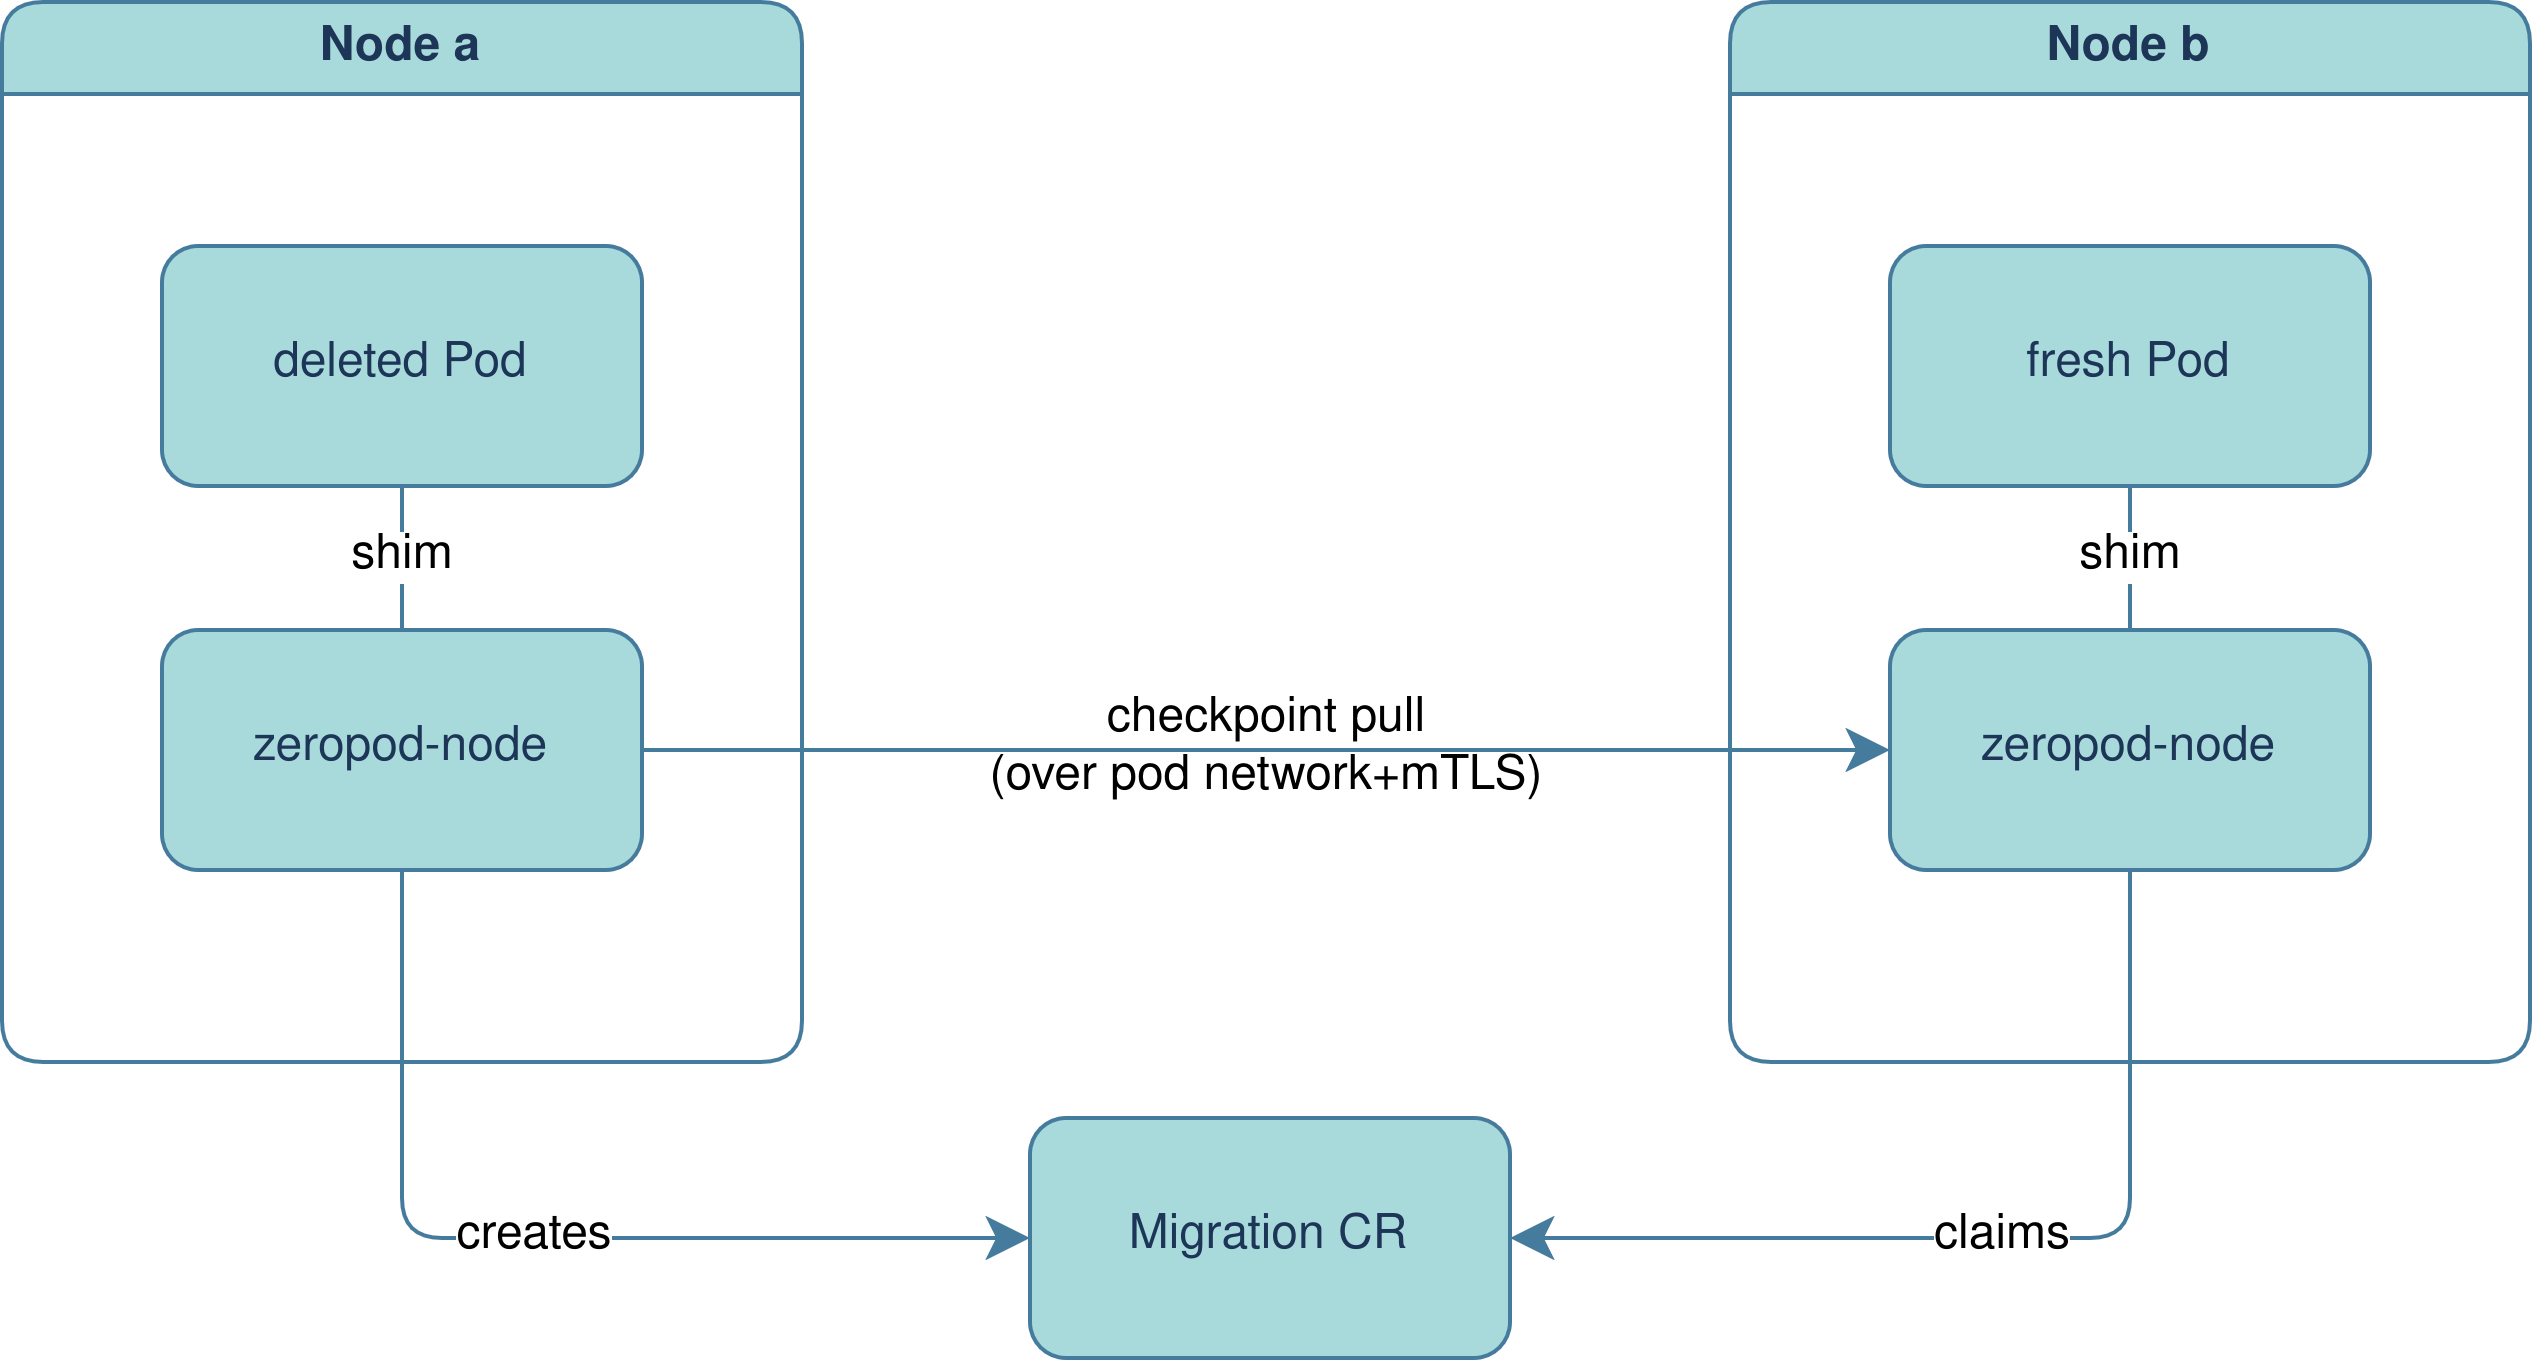 Node a
Node b
deleted Pod
fresh Pod
shim
shim
zeropod-node
checkpoint pull
(over pod network+mTLS)
zeropod-node
creates
Migration CR
claims